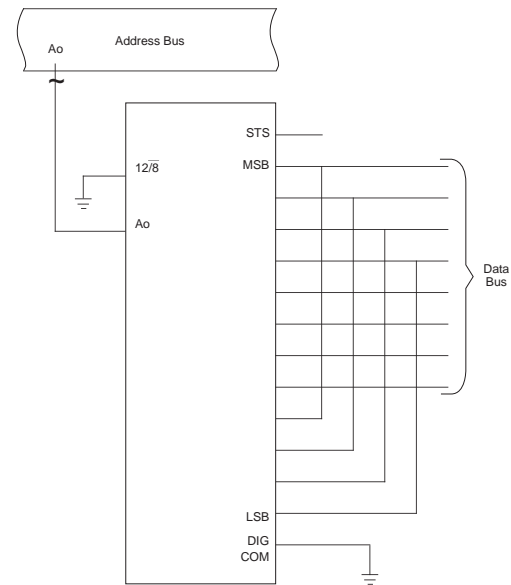 Address Bus
Ao
STS
12/8
MSB
Ao
Data
Bus
LSB
DIG
COM